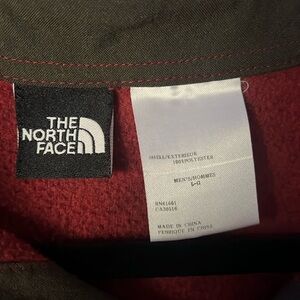 THE
NORTH
FACE
SHELL/EXTERIEUR
100%POLYESTER
MEN'S/HOMMES
L-G
RN61661
CA30516
MADE IN CHINA
FABRIQUE EN CHINE